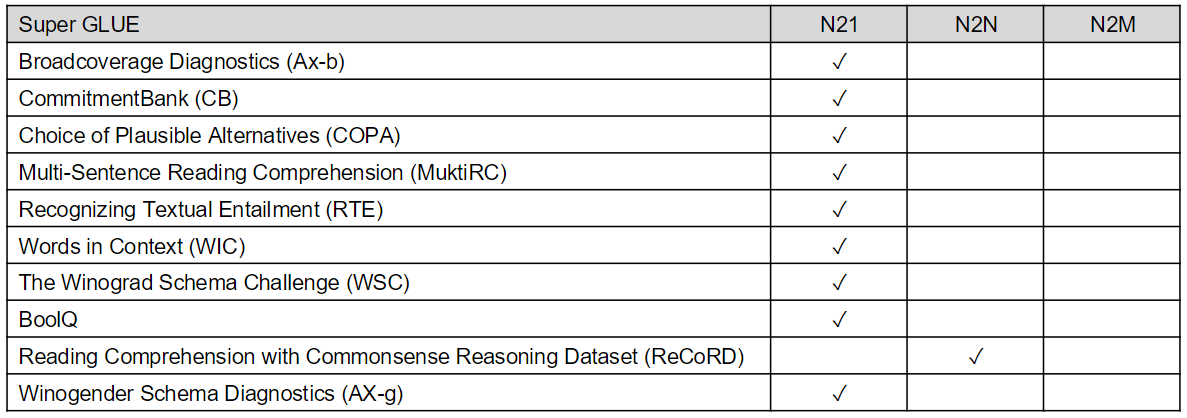 Super GLUE N21 N2N N2M
Broadcoverage Diagnostics (Ax-b) ✓
CommitmentBank (CB) ✓
Choice of Plausible Alternatives (COPA) ✓
Multi-Sentence Reading Comprehension (MuktiRC) ✓
Recognizing Textual Entailment (RTE) ✓
Words in Context (WIC) ✓
The Winograd Schema Challenge (WSC) ✓
BoolQ ✓
Reading Comprehension with Commonsense Reasoning Dataset (ReCoRD) ✓
Winogender Schema Diagnostics (AX-g) ✓